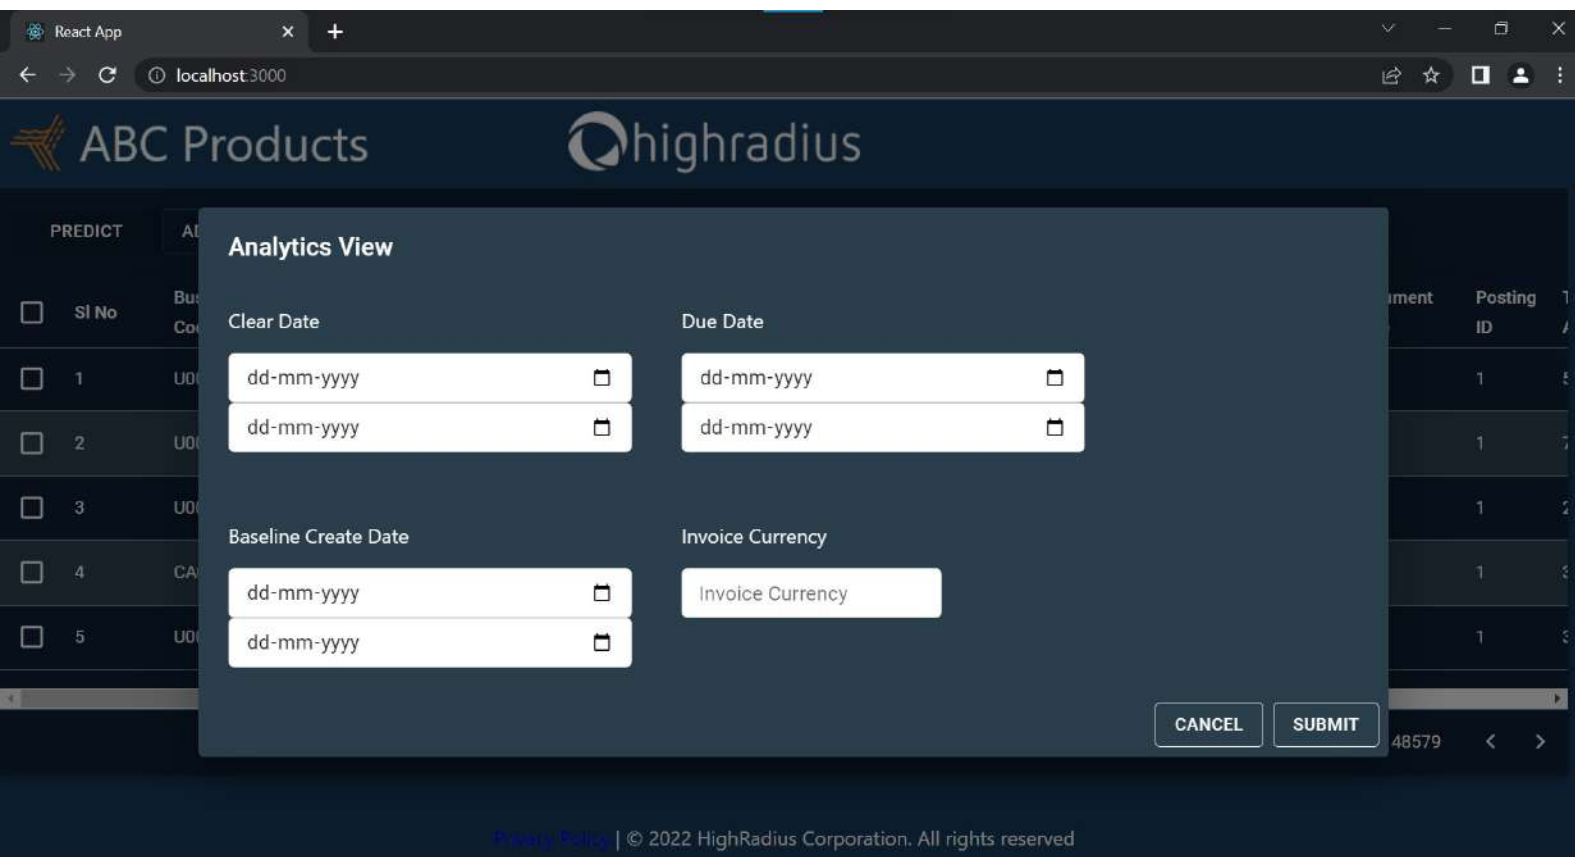 React App
localhost:3000
ABC Products
highradius
PREDICT
Analytics View
Sl No
Posting
ID
Clear Date
Due Date
dd-mm-yyyy
dd-mm-yyyy
dd-mm-yyyy
dd-mm-yyyy
1
1
2
1
3
1
4
1
5
1
Baseline Create Date
Invoice Currency
dd-mm-yyyy
Invoice Currency
dd-mm-yyyy
CANCEL
SUBMIT
48579
Privacy Policy | © 2022 HighRadius Corporation. All rights reserved